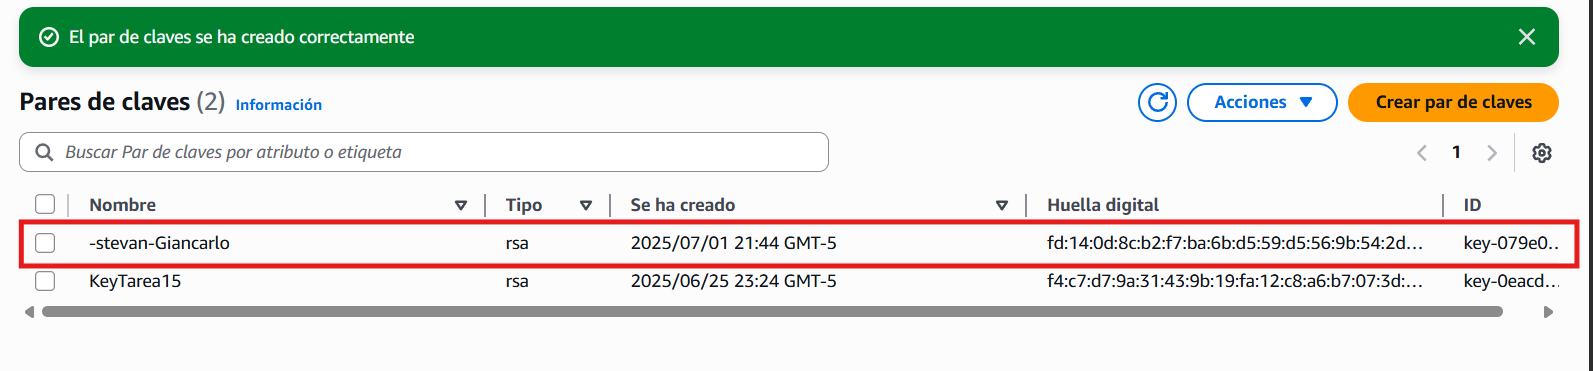 El par de claves se ha creado correctamente
Pares de claves (2) Información Acciones Crear par de claves
Buscar Par de claves por atributo o etiqueta 1
Nombre Tipo Se ha creado Huella digital ID
-stevan-Giancarlo rsa 2025/07/01 21:44 GMT-5 fd:14:0d:8c:b2:f7:ba:6b:d5:59:d5:56:9b:54:2d... key-079e0..
KeyTarea15 rsa 2025/06/25 23:24 GMT-5 f4:c7:d7:9a:31:43:9b:19:fa:12:c8:a6:b7:07:3d:... key-0eacd...